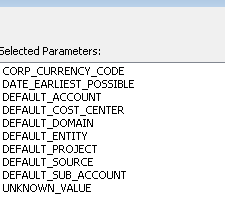 Selected Parameters:
CORP_CURRENCY_CODE
DATE_EARLIEST_POSSIBLE
DEFAULT_ACCOUNT
DEFAULT_COST_CENTER
DEFAULT_DOMAIN
DEFAULT_ENTITY
DEFAULT_PROJECT
DEFAULT_SOURCE
DEFAULT_SUB_ACCOUNT
UNKNOWN_VALUE